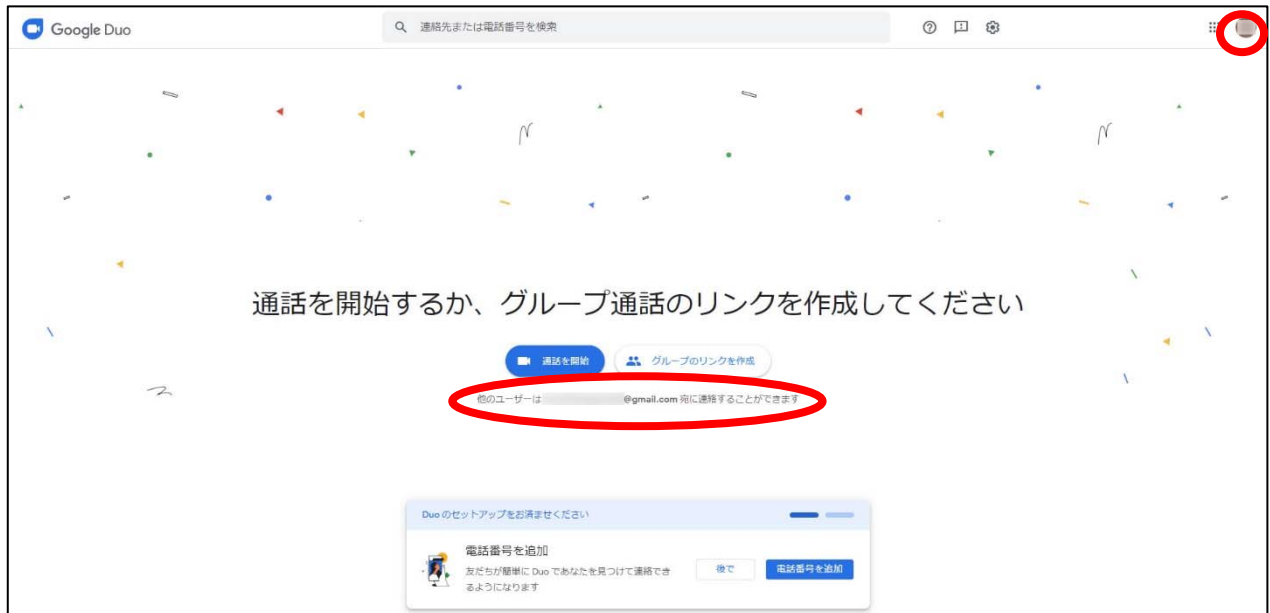 Google Duo
連絡先または電話番号を検索
通話を開始するか、グループ通話のリンクを作成してください
通話を開始
グループのリンクを作成
他のユーザーは @gmail.com 宛に連絡することができます
Duo のセットアップをお済ませください
電話番号を追加
友だちが簡単に Duo であなたを見つけて連絡でき
るようになります
後で
電話番号を追加